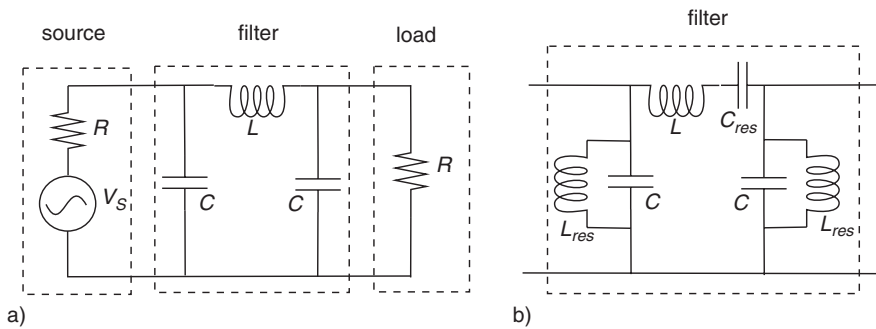 source
filter
load
R
V_S
C
L
C
R
a)
filter
L
C_res
L_res
C
C
L_res
b)